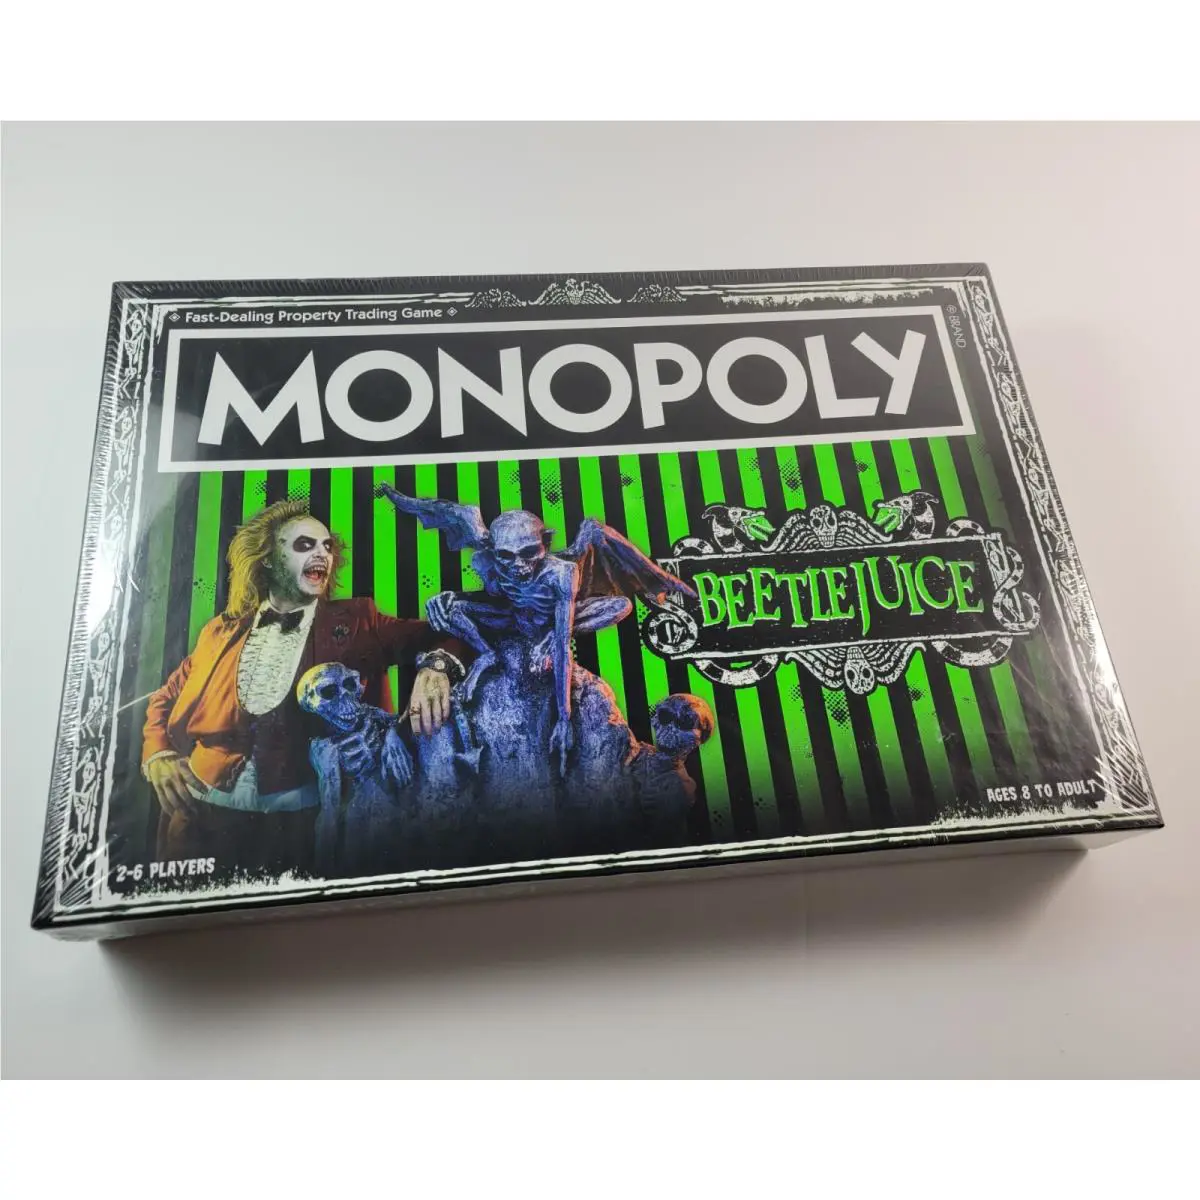 Fast-Dealing Property Trading Game
MONOPOLY
® BRAND
BEETLEJUICE
AGES 8 TO ADULT
2-6 PLAYERS